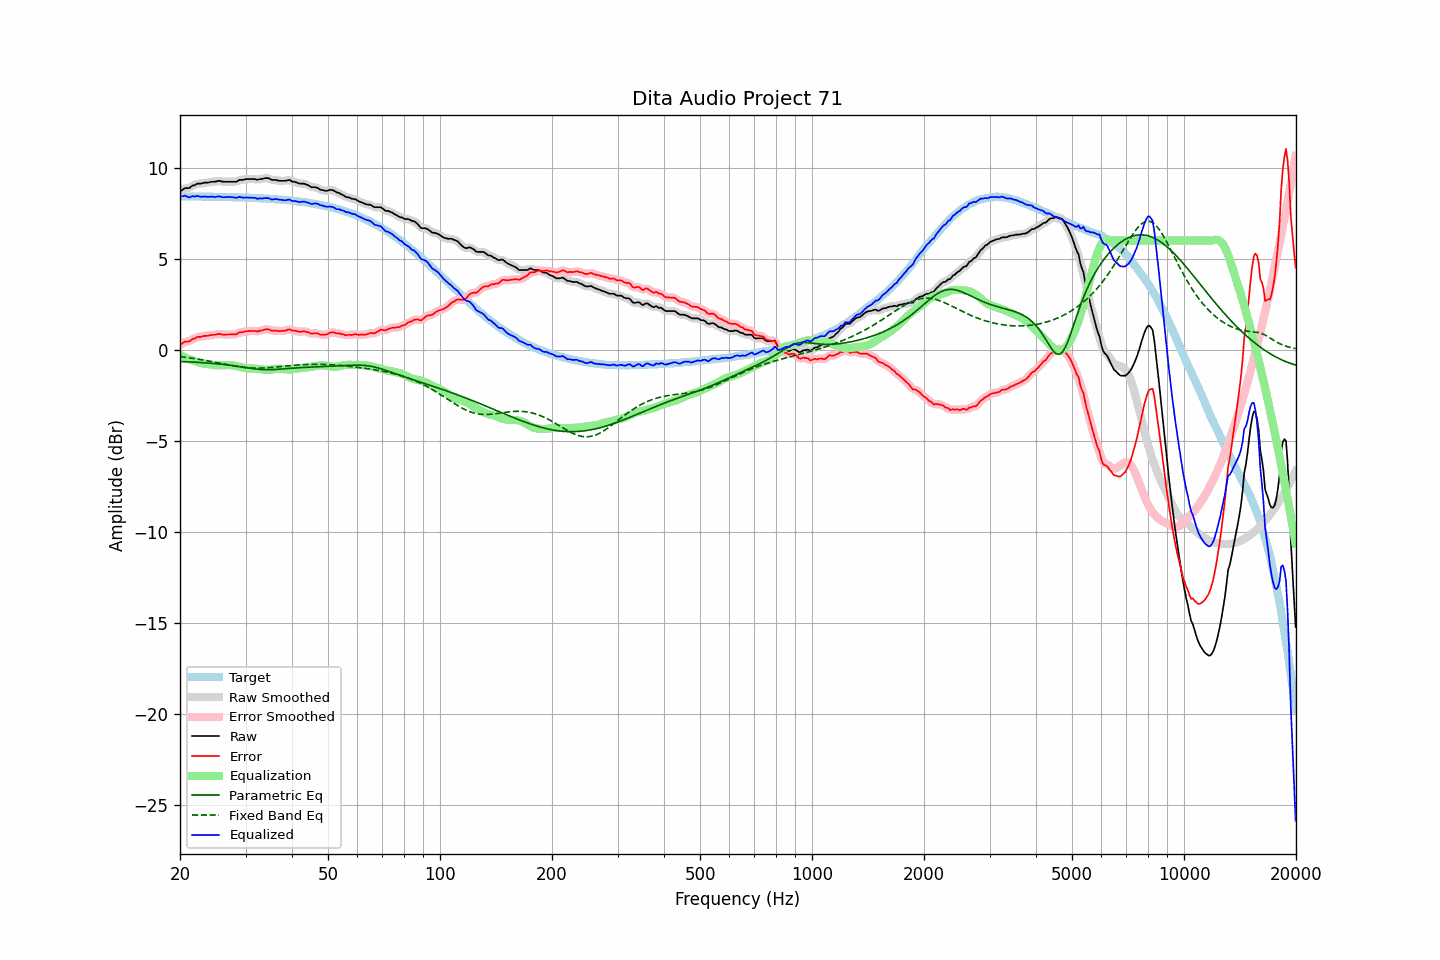 Dita Audio Project 71
Amplitude (dBr)
10
5
0
−5
−10
−15
−20
−25
Target
Raw Smoothed
Error Smoothed
Raw
Error
Equalization
Parametric Eq
Fixed Band Eq
Equalized
20 50 100 200 500 1000 2000 5000 10000 20000
Frequency (Hz)